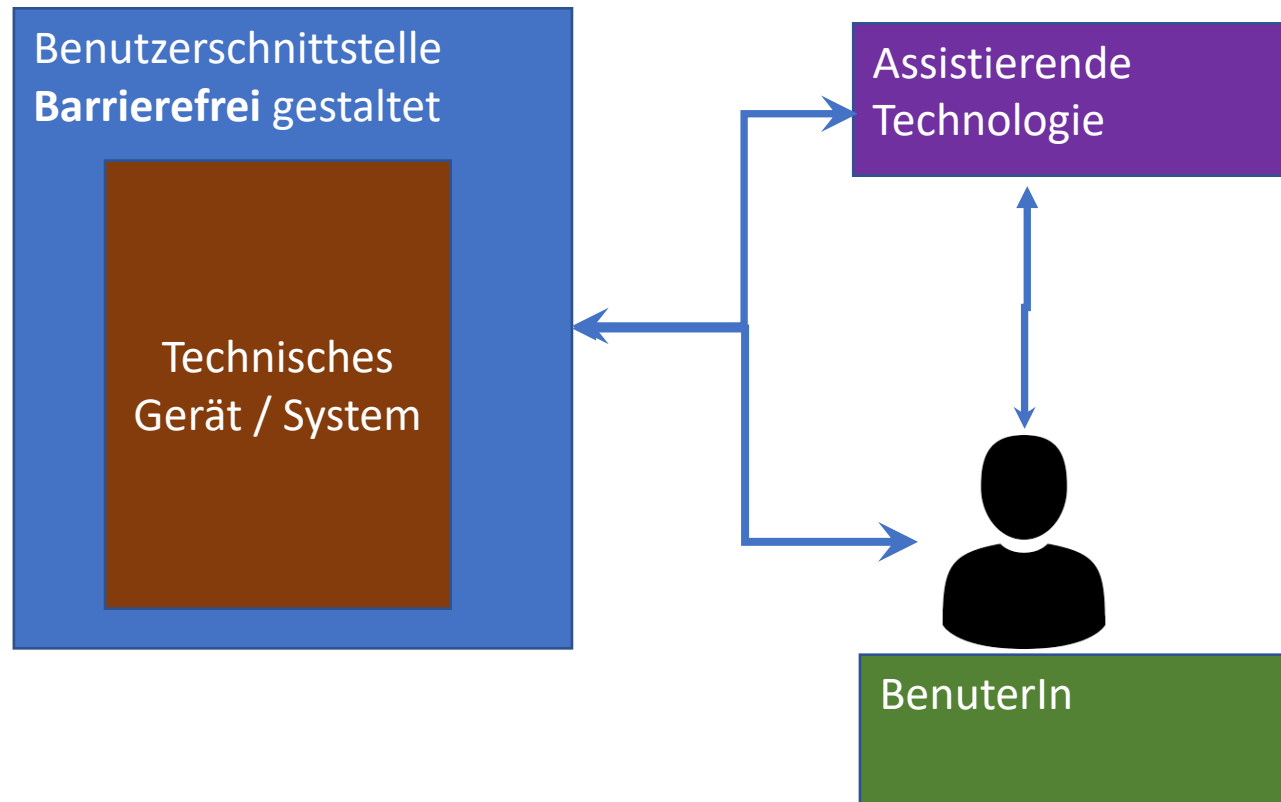 Benutzerschnittstelle
Barrierefrei gestaltet
Technisches
Gerät / System
Assistierende
Technologie
BenuterIn